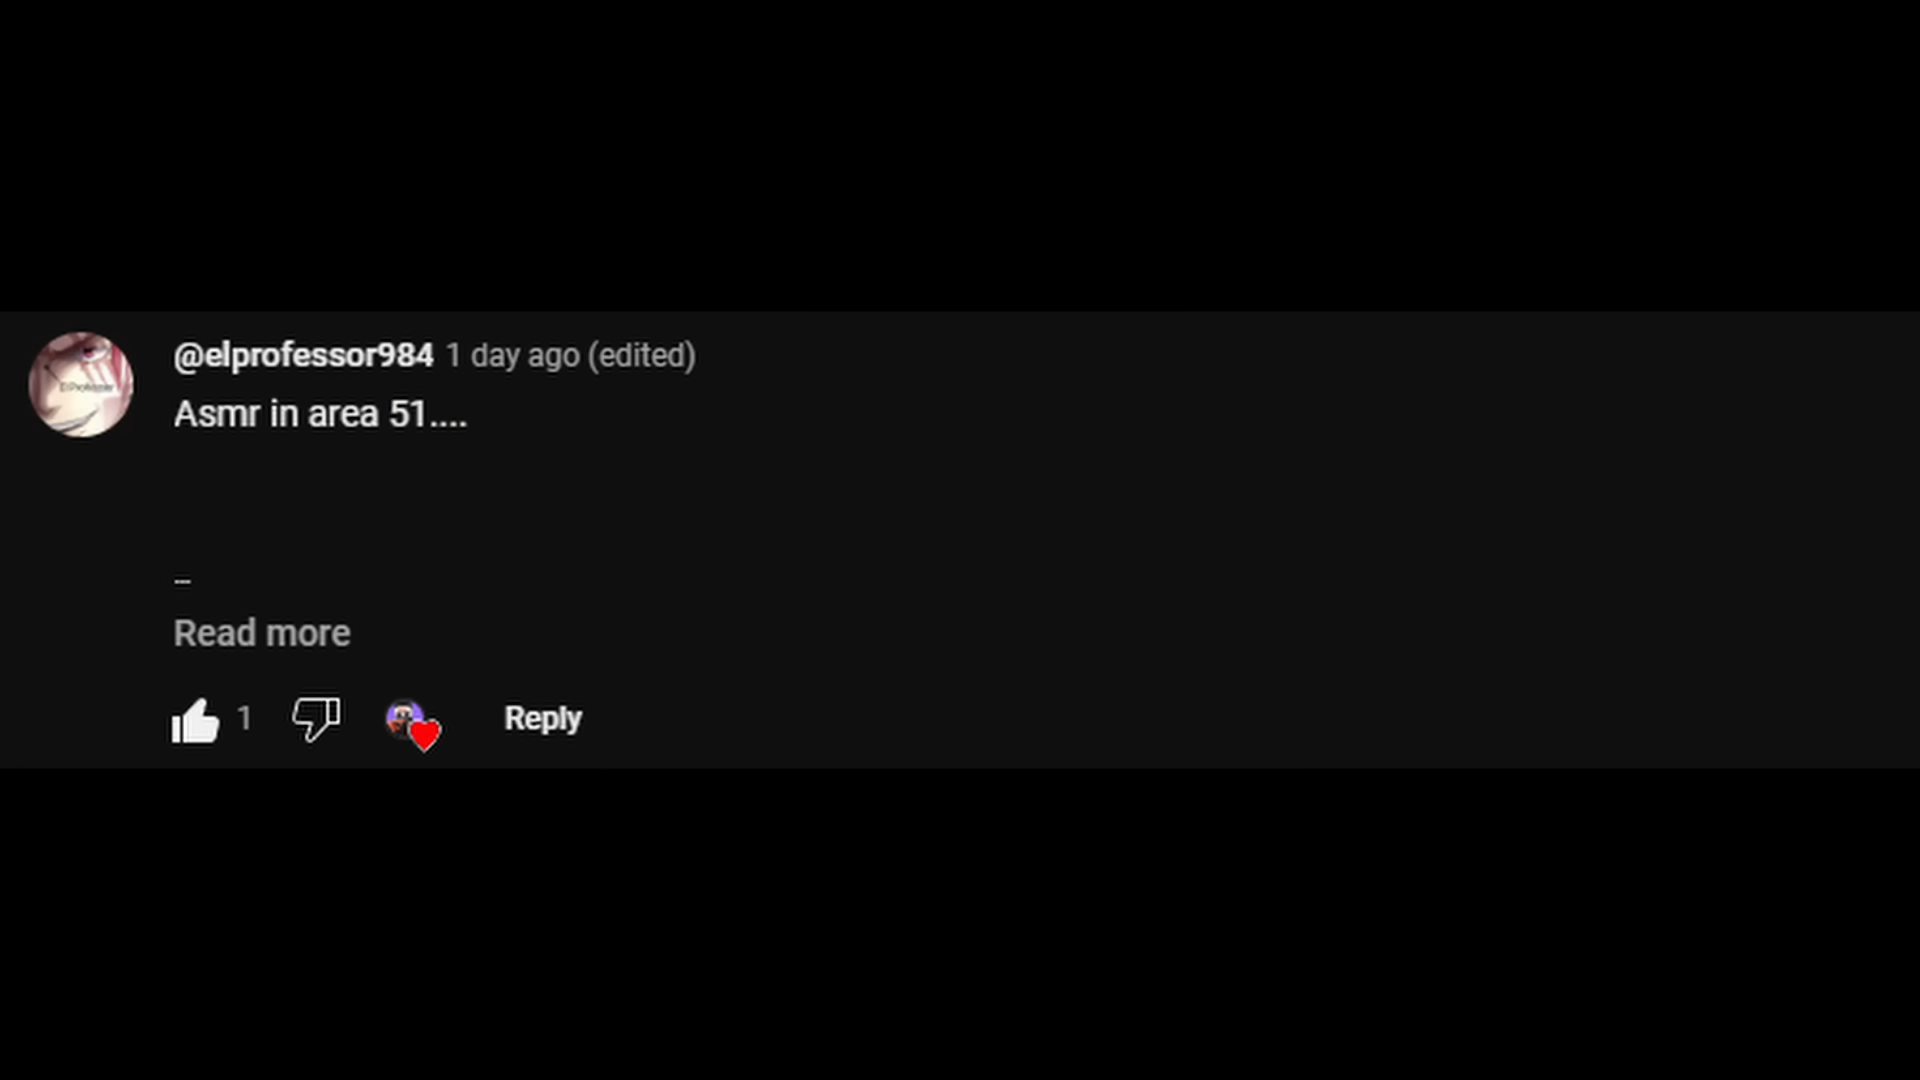 @elprofessor984 1 day ago (edited)
Asmr in area 51....
_
Read more
1 Reply